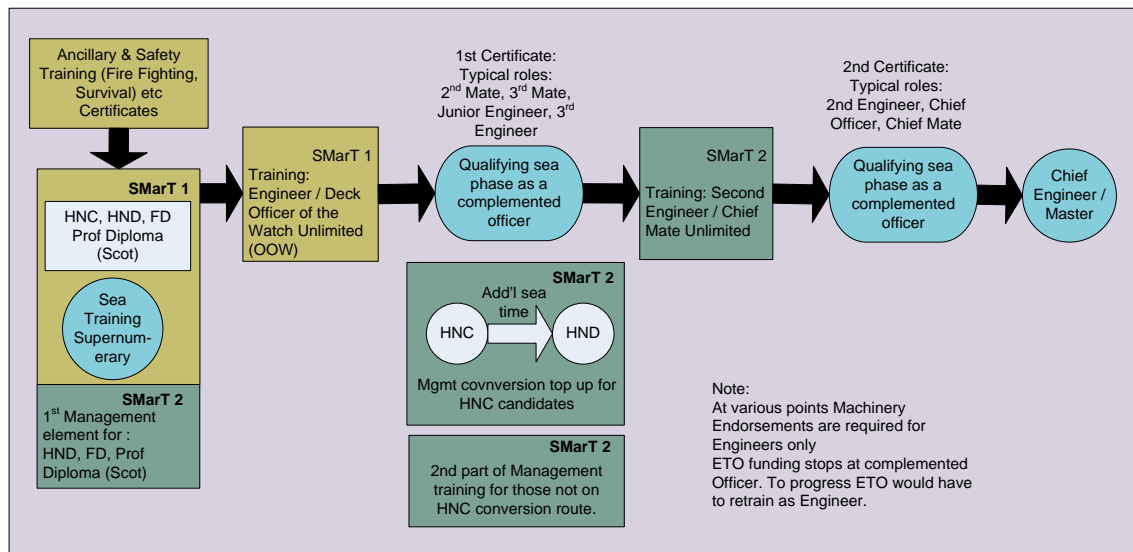 Ancillary & Safety
Training (Fire Fighting,
Survival) etc
Certificates
SMarT 1
HNC, HND, FD
Prof Diploma
(Scot)
Sea
Training
Supernum-
erary
SMarT 2
1st Management
element for :
HND, FD, Prof
Diploma (Scot)
SMarT 1
Training:
Engineer / Deck
Officer of the
Watch Unlimited
(OOW)
1st Certificate:
Typical roles:
2nd Mate, 3rd Mate,
Junior Engineer, 3rd
Engineer
Qualifying sea
phase as a
complemented
officer
SMarT 2
Add'l sea
time
HNC
HND
Mgmt covnversion top up for
HNC candidates
SMarT 2
2nd part of Management
training for those not on
HNC conversion route.
SMarT 2
Training: Second
Engineer / Chief
Mate Unlimited
2nd Certificate:
Typical roles:
2nd Engineer, Chief
Officer, Chief Mate
Qualifying sea
phase as a
complemented
officer
Chief
Engineer /
Master
Note:
At various points Machinery
Endorsements are required for
Engineers only
ETO funding stops at complemented
Officer. To progress ETO would have
to retrain as Engineer.